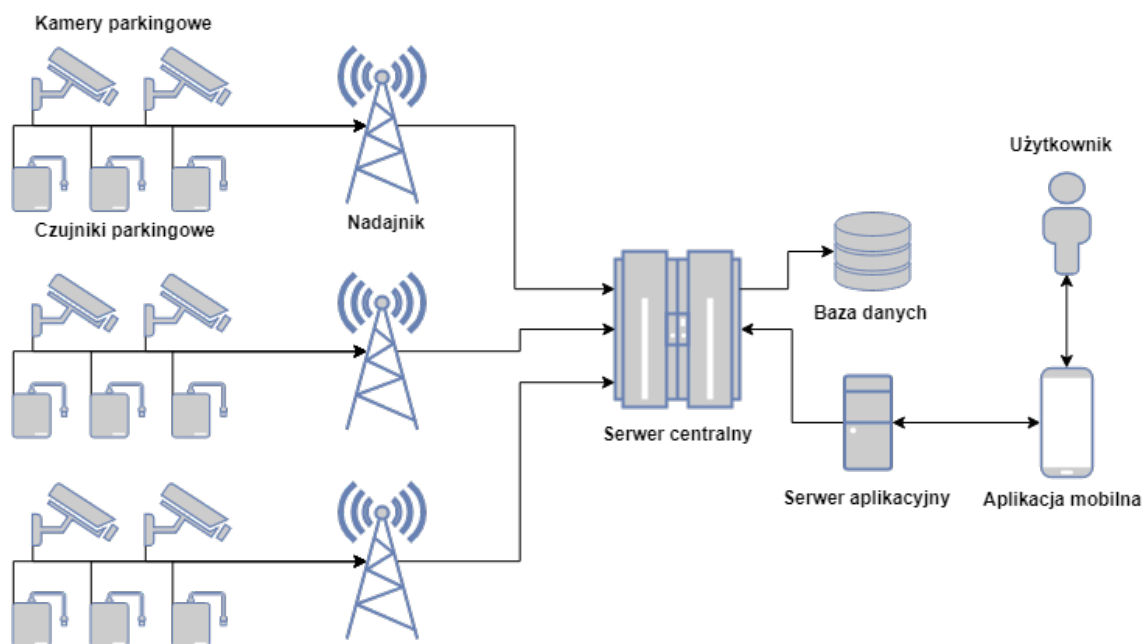 Kamery parkingowe
Użytkownik
Nadajnik
Czujniki parkingowe
Baza danych
Serwer centralny
Serwer aplikacyjny
Aplikacja mobilna